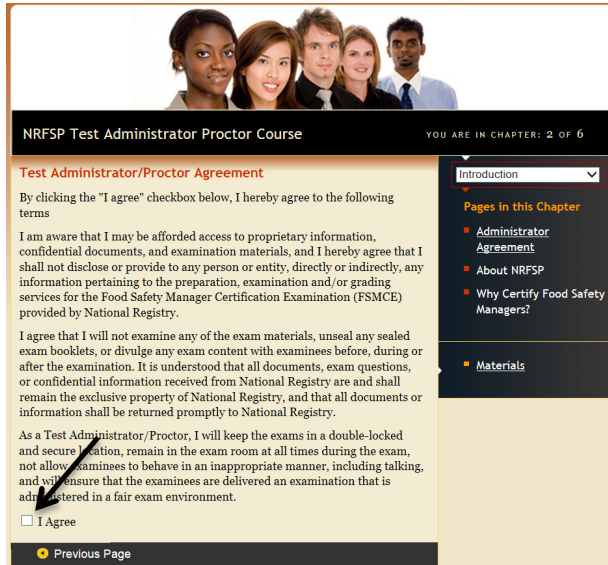 NRFSP Test Administrator Proctor Course
YOU ARE IN CHAPTER: 2 OF 6
Test Administrator/Proctor Agreement
By clicking the "I agree" checkbox below, I hereby agree to the following
terms
I am aware that I may be afforded access to proprietary information,
confidential documents, and examination materials, and I hereby agree that I
shall not disclose or provide to any person or entity, directly or indirectly, any
information pertaining to the preparation, examination and/or grading
services for the Food Safety Manager Certification Examination (FSMCE)
provided by National Registry.
I agree that I will not examine any of the exam materials, unseal any sealed
exam booklets, or divulge any exam content with examinees before, during or
after the examination. It is understood that all documents, exam questions,
or confidential information received from National Registry are and shall
remain the exclusive property of National Registry, and that all documents or
information shall be returned promptly to National Registry.
As a Test Administrator/Proctor, I will keep the exams in a double-locked
and secure location, remain in the exam room at all times during the exam,
not allow examinees to behave in an inappropriate manner, including talking,
and will ensure that the examinees are delivered an examination that is
administered in a fair exam environment.
I Agree
Previous Page
Introduction
Pages in this Chapter
Administrator
Agreement
About NRFSP
Why Certify Food Safety
Managers?
Materials